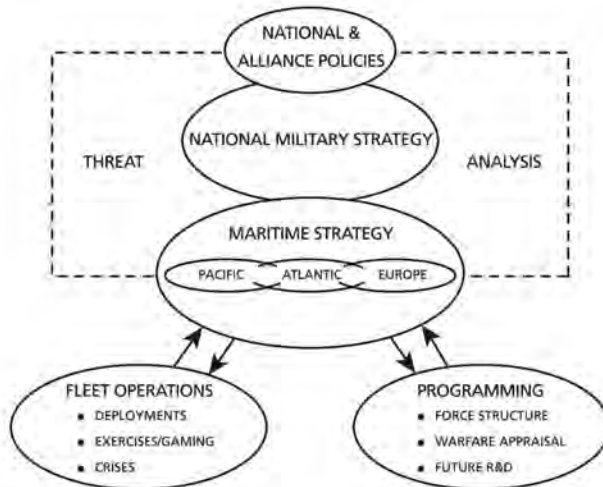 NATIONAL &
ALLIANCE POLICIES
NATIONAL MILITARY STRATEGY
THREAT
ANALYSIS
MARITIME STRATEGY
PACIFIC
ATLANTIC
EUROPE
FLEET OPERATIONS
▪ DEPLOYMENTS
▪ EXERCISES/GAMING
▪ CRISES
PROGRAMMING
▪ FORCE STRUCTURE
▪ WARFARE APPRAISAL
▪ FUTURE R&D